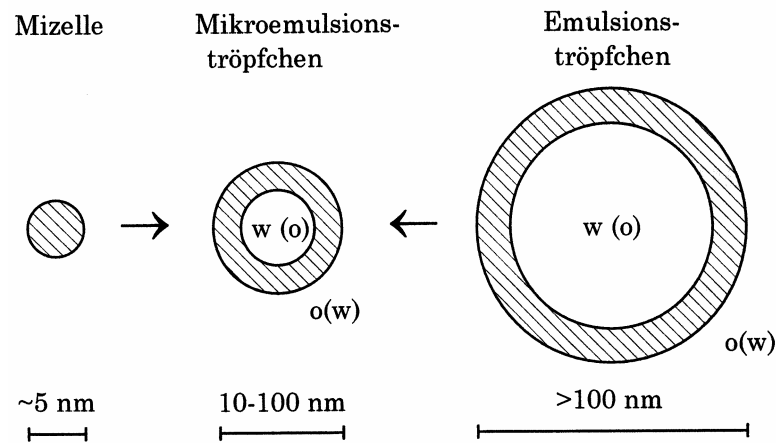 Mizelle
Mikroemulsions-
tröpfchen
Emulsions-
tröpfchen
w (o)
o(w)
w (o)
o(w)
~5 nm
10-100 nm
>100 nm